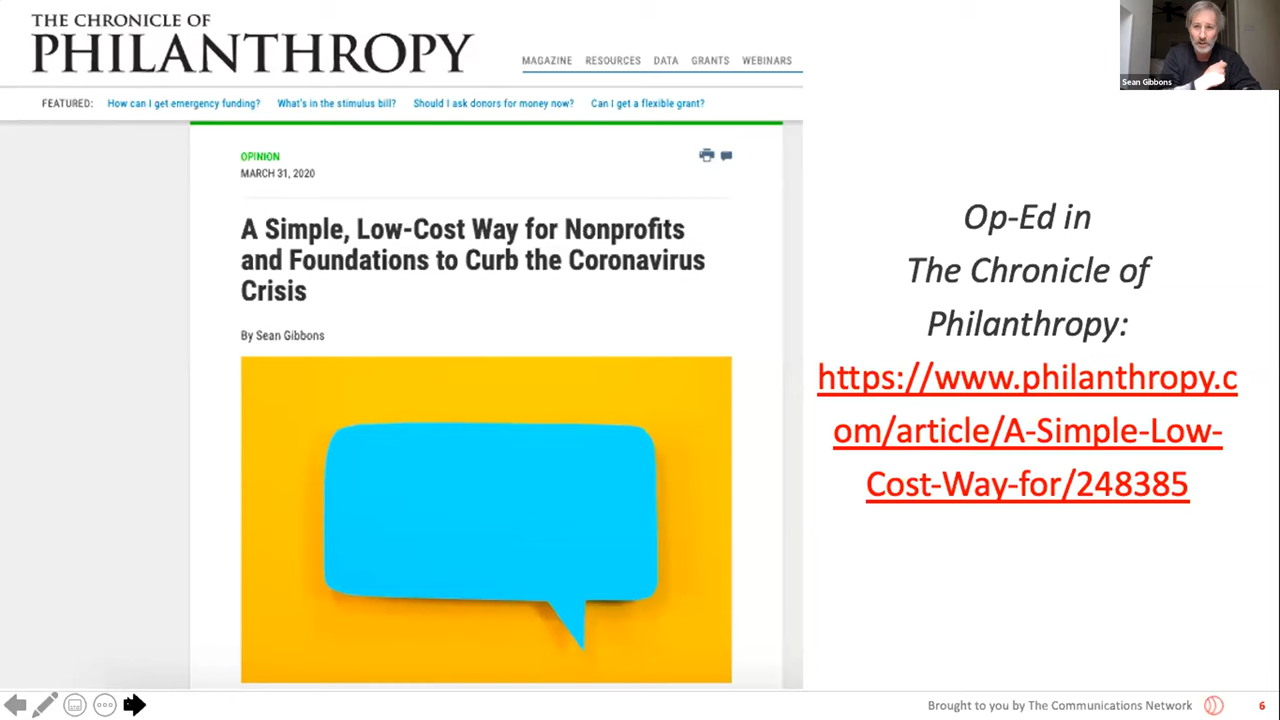 THE CHRONICLE OF
PHILANTHROPY
MAGAZINE RESOURCES DATA GRANTS WEBINARS
FEATURED: How can I get emergency funding? What's in the stimulus bill? Should I ask donors for money now? Can I get a flexible grant?
OPINION
MARCH 31, 2020
A Simple, Low-Cost Way for Nonprofits
and Foundations to Curb the Coronavirus
Crisis
By Sean Gibbons
Sean Gibbons
Op-Ed in
The Chronicle of
Philanthropy:
https://www.philanthropy.c
om/article/A-Simple-Low-
Cost-Way-for/248385
Brought to you by The Communications Network 6